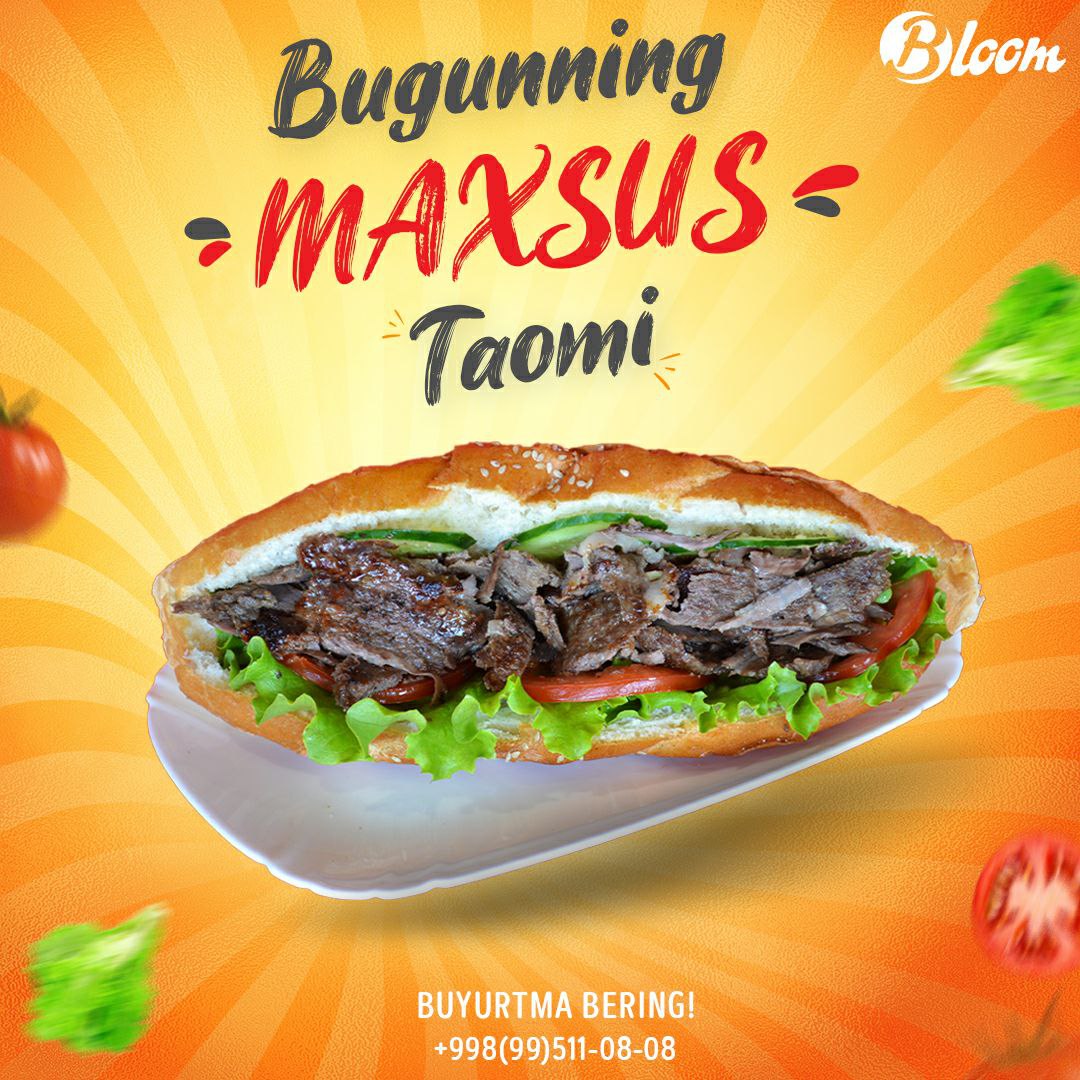 Bloom
Bugunning
MAXSUS
Taomi
BUYURTMA BERING!
+998(99)511-08-08